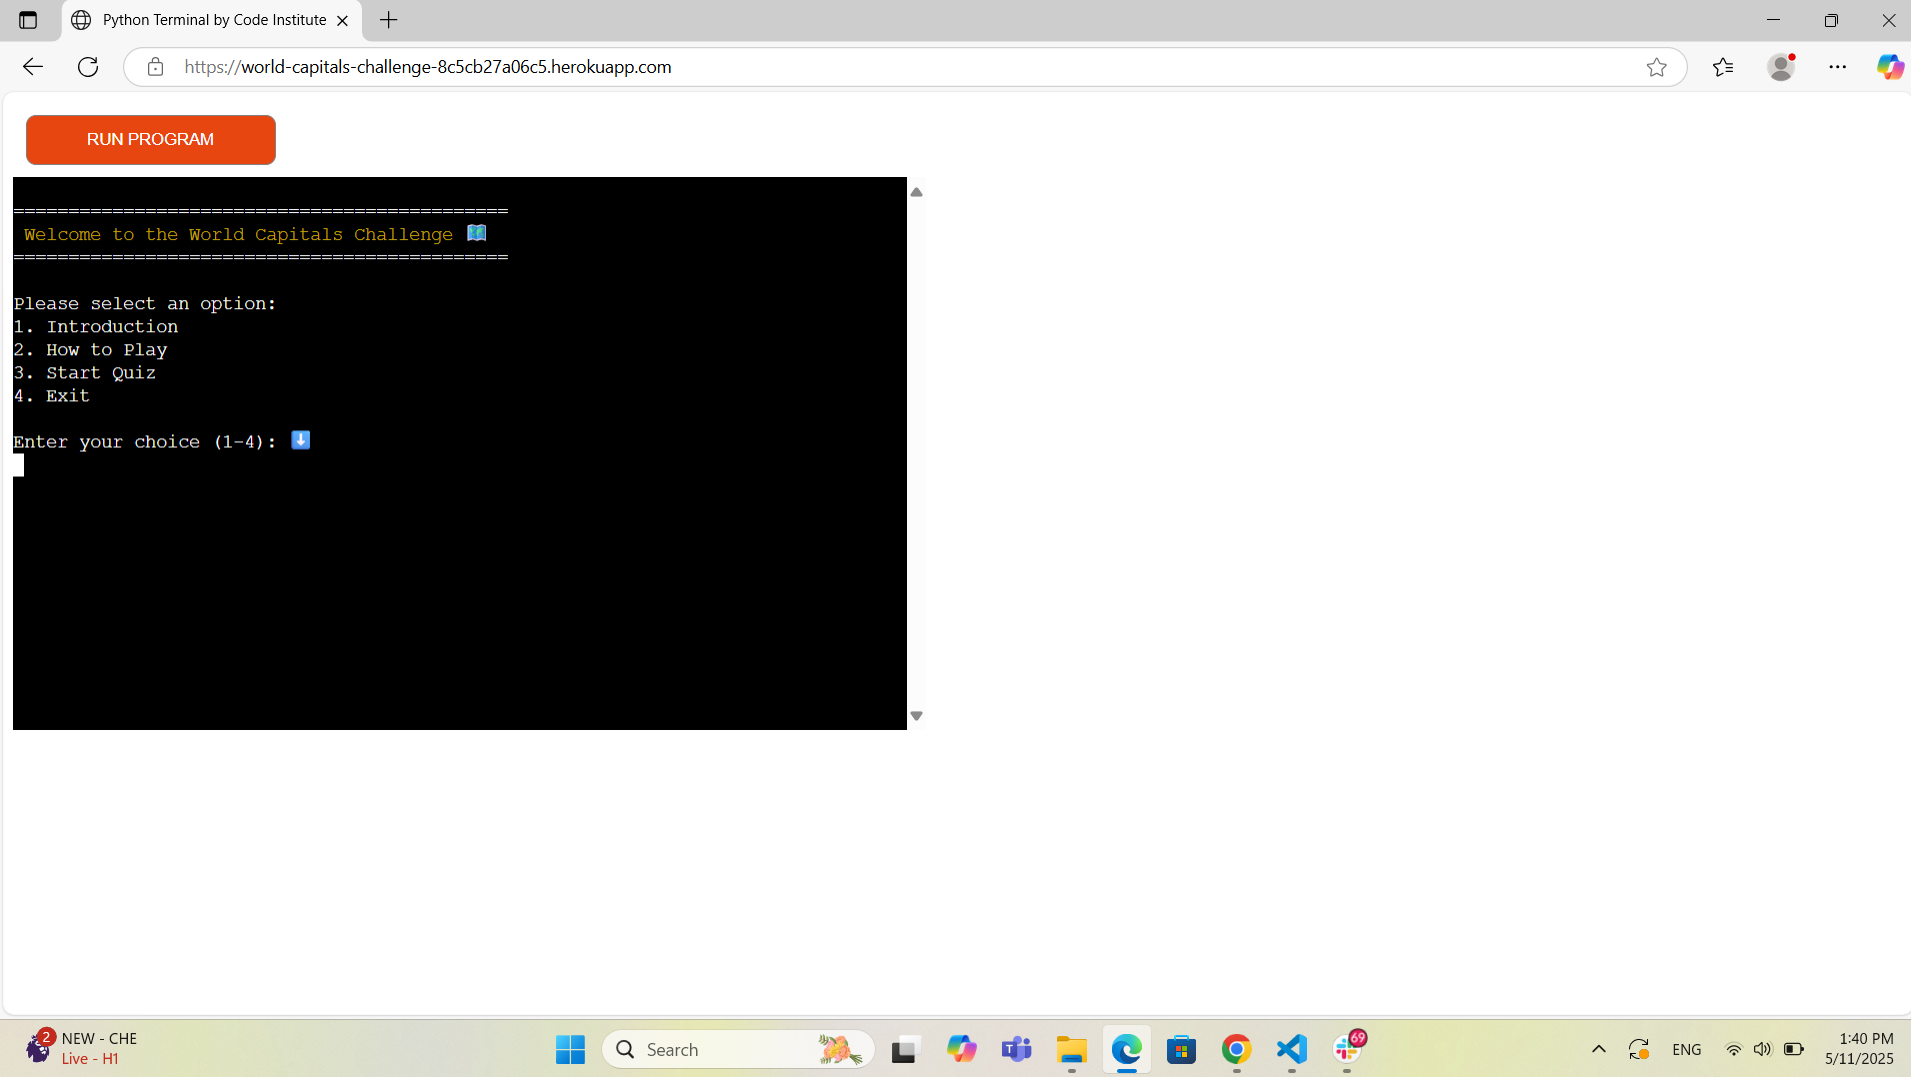 Python Terminal by Code Institute
https://world-capitals-challenge-8c5cb27a06c5.herokuapp.com
RUN PROGRAM
=============================================
Welcome to the World Capitals Challenge 🗺️
=============================================
Please select an option:
1. Introduction
2. How to Play
3. Start Quiz
4. Exit
Enter your choice (1-4): ⬇️
2
NEW - CHE
Live - H1
Search
69
ENG
1:40 PM
5/11/2025